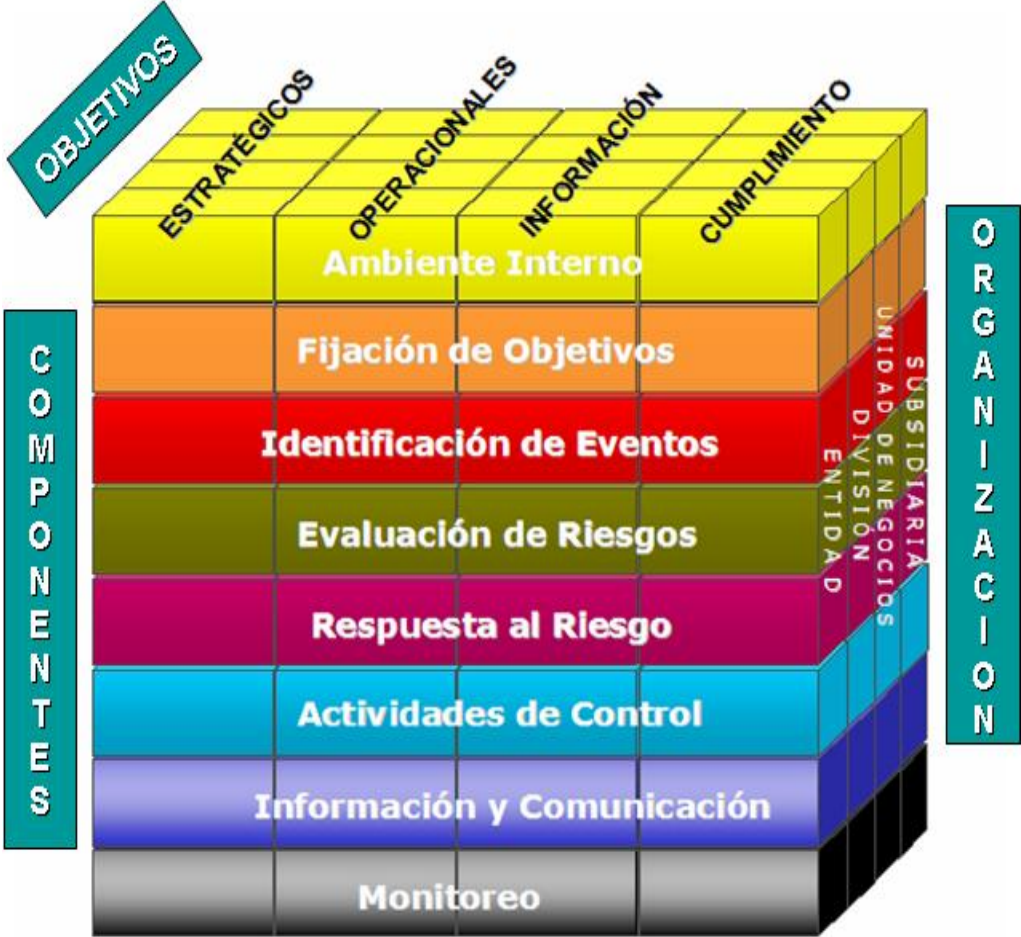 OBJETIVOS
ESTRATÉGICOS
OPERACIONALES
INFORMACIÓN
CUMPLIMIENTO
COMPONENTES
Ambiente Interno
Fijación de Objetivos
Identificación de Eventos
Evaluación de Riesgos
Respuesta al Riesgo
Actividades de Control
Información y Comunicación
Monitoreo
ENTIDAD
DIVISIÓN
UNIDAD DE NEGOCIOS
SUBSIDIARIA
ORGANIZACION